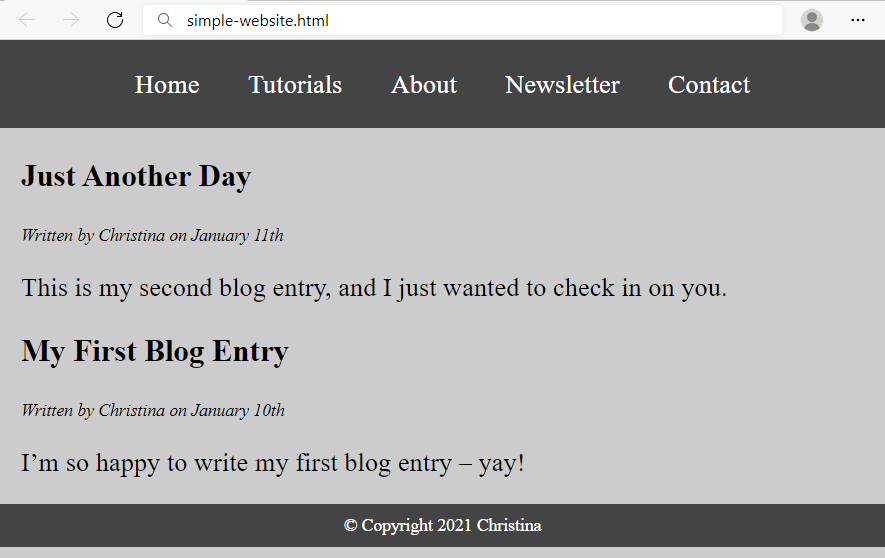 simple-website.html
Home Tutorials About Newsletter Contact
Just Another Day
Written by Christina on January 11th
This is my second blog entry, and I just wanted to check in on you.
My First Blog Entry
Written by Christina on January 10th
I’m so happy to write my first blog entry – yay!
© Copyright 2021 Christina